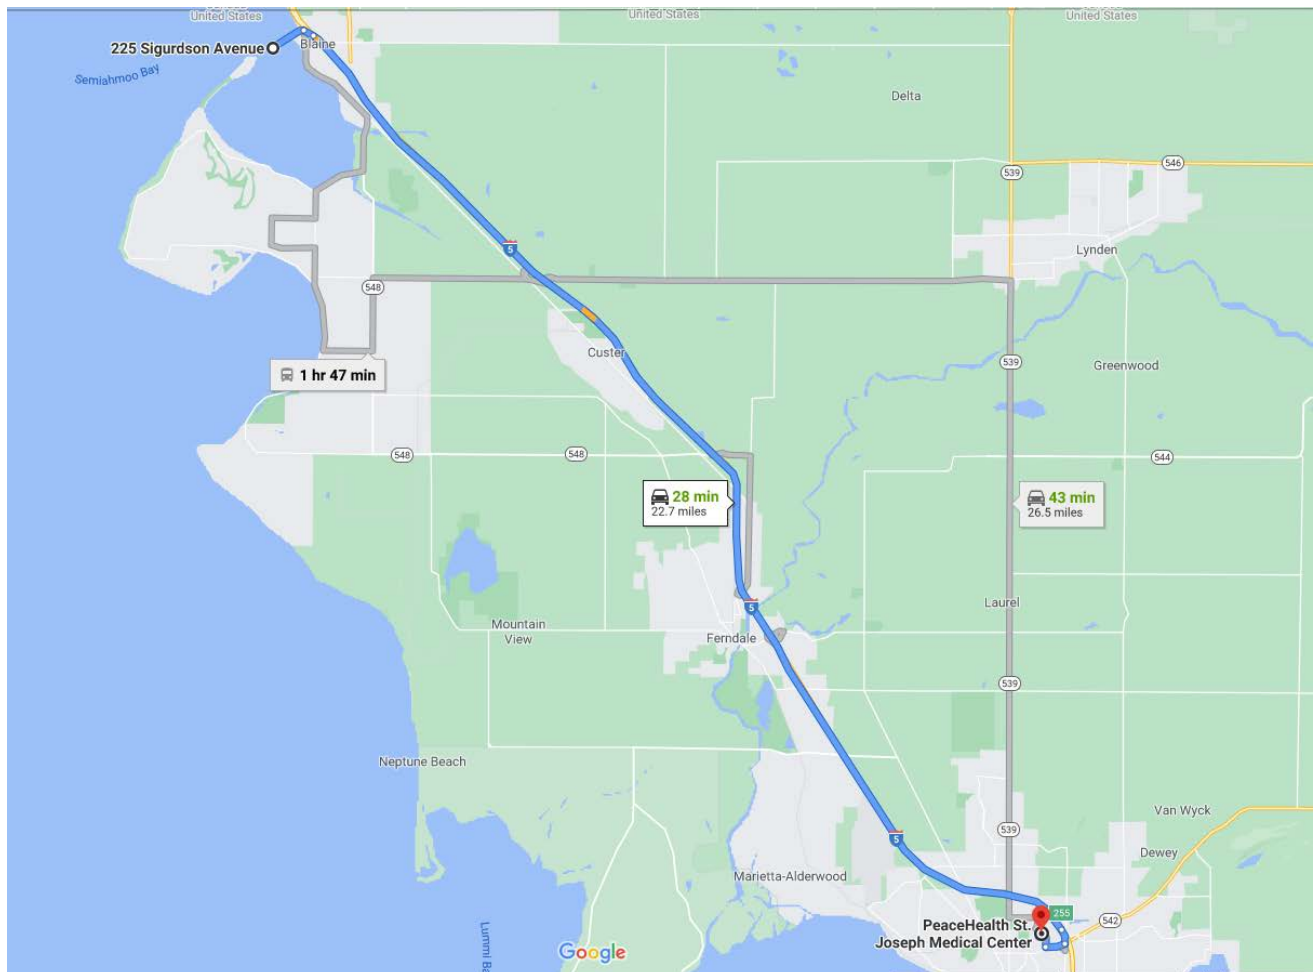 United States
United States
United States
225 Sigurdson Avenue
Blaine
Semiahmoo Bay
Delta
546
539
Lynden
5
548
Custer
539
Greenwood
1 hr 47 min
548
548
544
28 min
22.7 miles
43 min
26.5 miles
Laurel
5
Mountain
View
Ferndale
539
Neptune Beach
Van Wyck
539
5
Dewey
Marietta-Alderwood
255
542
PeaceHealth St.
Joseph Medical Center
Google